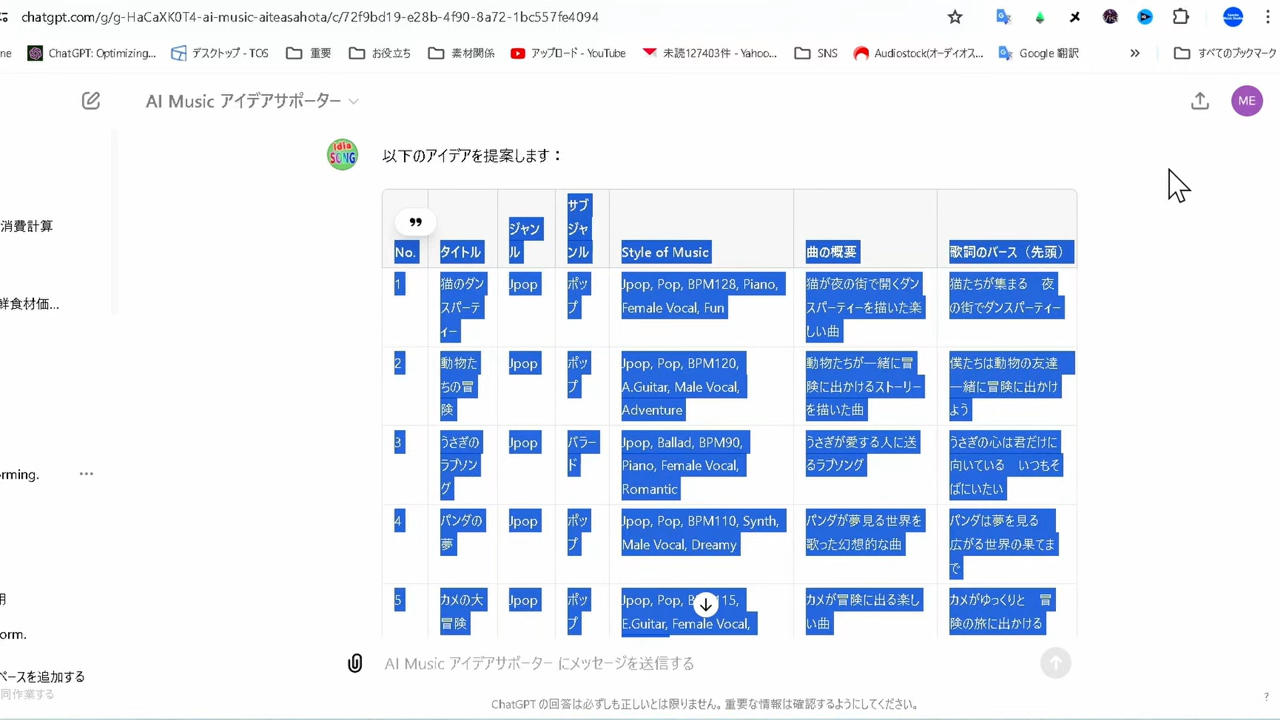 chatgpt.com/g/g-HaCaXK0T4-ai-music-aiteasahota/c/72f9bd19-e28b-4f90-8a72-1bc557fe4094
ne ChatGPT: Optimizing... デスクトップ - TOS 重要 お役立ち 素材関係 アップロード - YouTube 未読127403件 - Yahoo... SNS Audiostock(オーディオス... Google 翻訳 » すべてのブックマーク
AI Music アイデアサポーター
ME
消費計算
鮮食材価...
rming.
用
orm.
ベースを追加する
同作業する
Idia SONG
以下のアイデアを提案します：
No. タイトル ジャンル サブジャンル Style of Music 曲の概要 歌詞のバース（先頭）
1 猫のダンスパーティー Jpop ポップ Jpop, Pop, BPM128, Piano, Female Vocal, Fun 猫が夜の街で開くダンスパーティーを描いた楽しい曲 猫たちが集まる　夜の街でダンスパーティー
2 動物たちの冒険 Jpop ポップ Jpop, Pop, BPM120, A.Guitar, Male Vocal, Adventure 動物たちが一緒に冒険に出かけるストーリーを描いた曲 僕たちは動物の友達　一緒に冒険に出かけよう
3 うさぎのラブソング Jpop バラード Jpop, Ballad, BPM90, Piano, Female Vocal, Romantic うさぎが愛する人に送るラブソング うさぎの心は君だけに向いている　いつもそばにいたい
4 パンダの夢 Jpop ポップ Jpop, Pop, BPM110, Synth, Male Vocal, Dreamy パンダが夢見る世界を歌った幻想的な曲 パンダは夢を見る　広がる世界の果てまで
5 カメの大冒険 Jpop ポップ Jpop, Pop, 15, E.Guitar, Female Vocal, カメが冒険に出る楽しい曲 カメがゆっくりと　冒険の旅に出かける
AI Music アイデアサポーター にメッセージを送信する
ChatGPT の回答は必ずしも正しいとは限りません。重要な情報は確認するようにしてください。
?